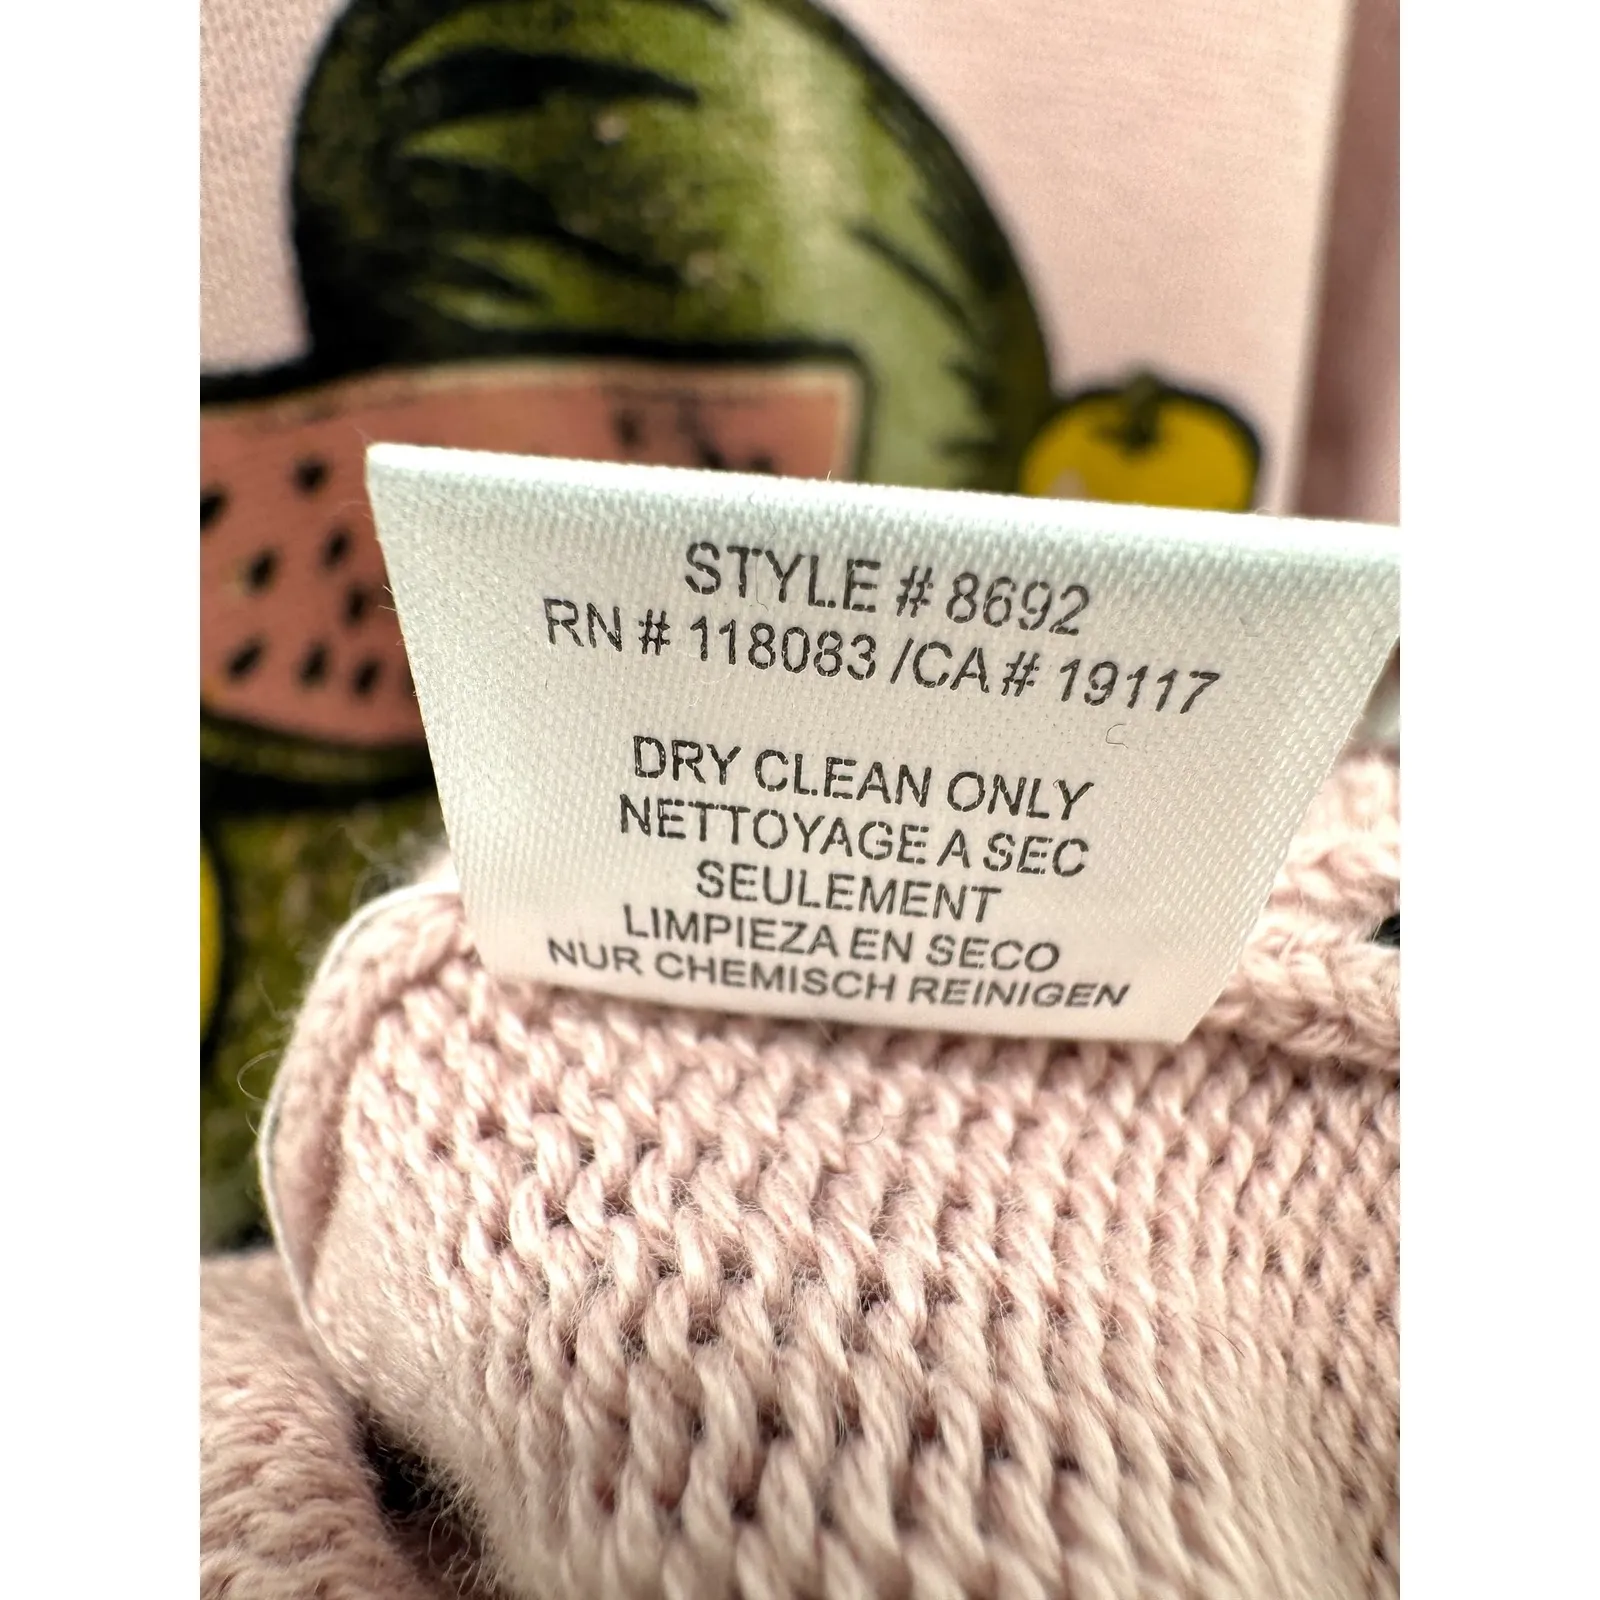 STYLE # 8692
RN # 118083 /CA # 19117
DRY CLEAN ONLY
NETTOYAGE A SEC
SEULEMENT
LIMPIEZA EN SECO
NUR CHEMISCH REINIGEN